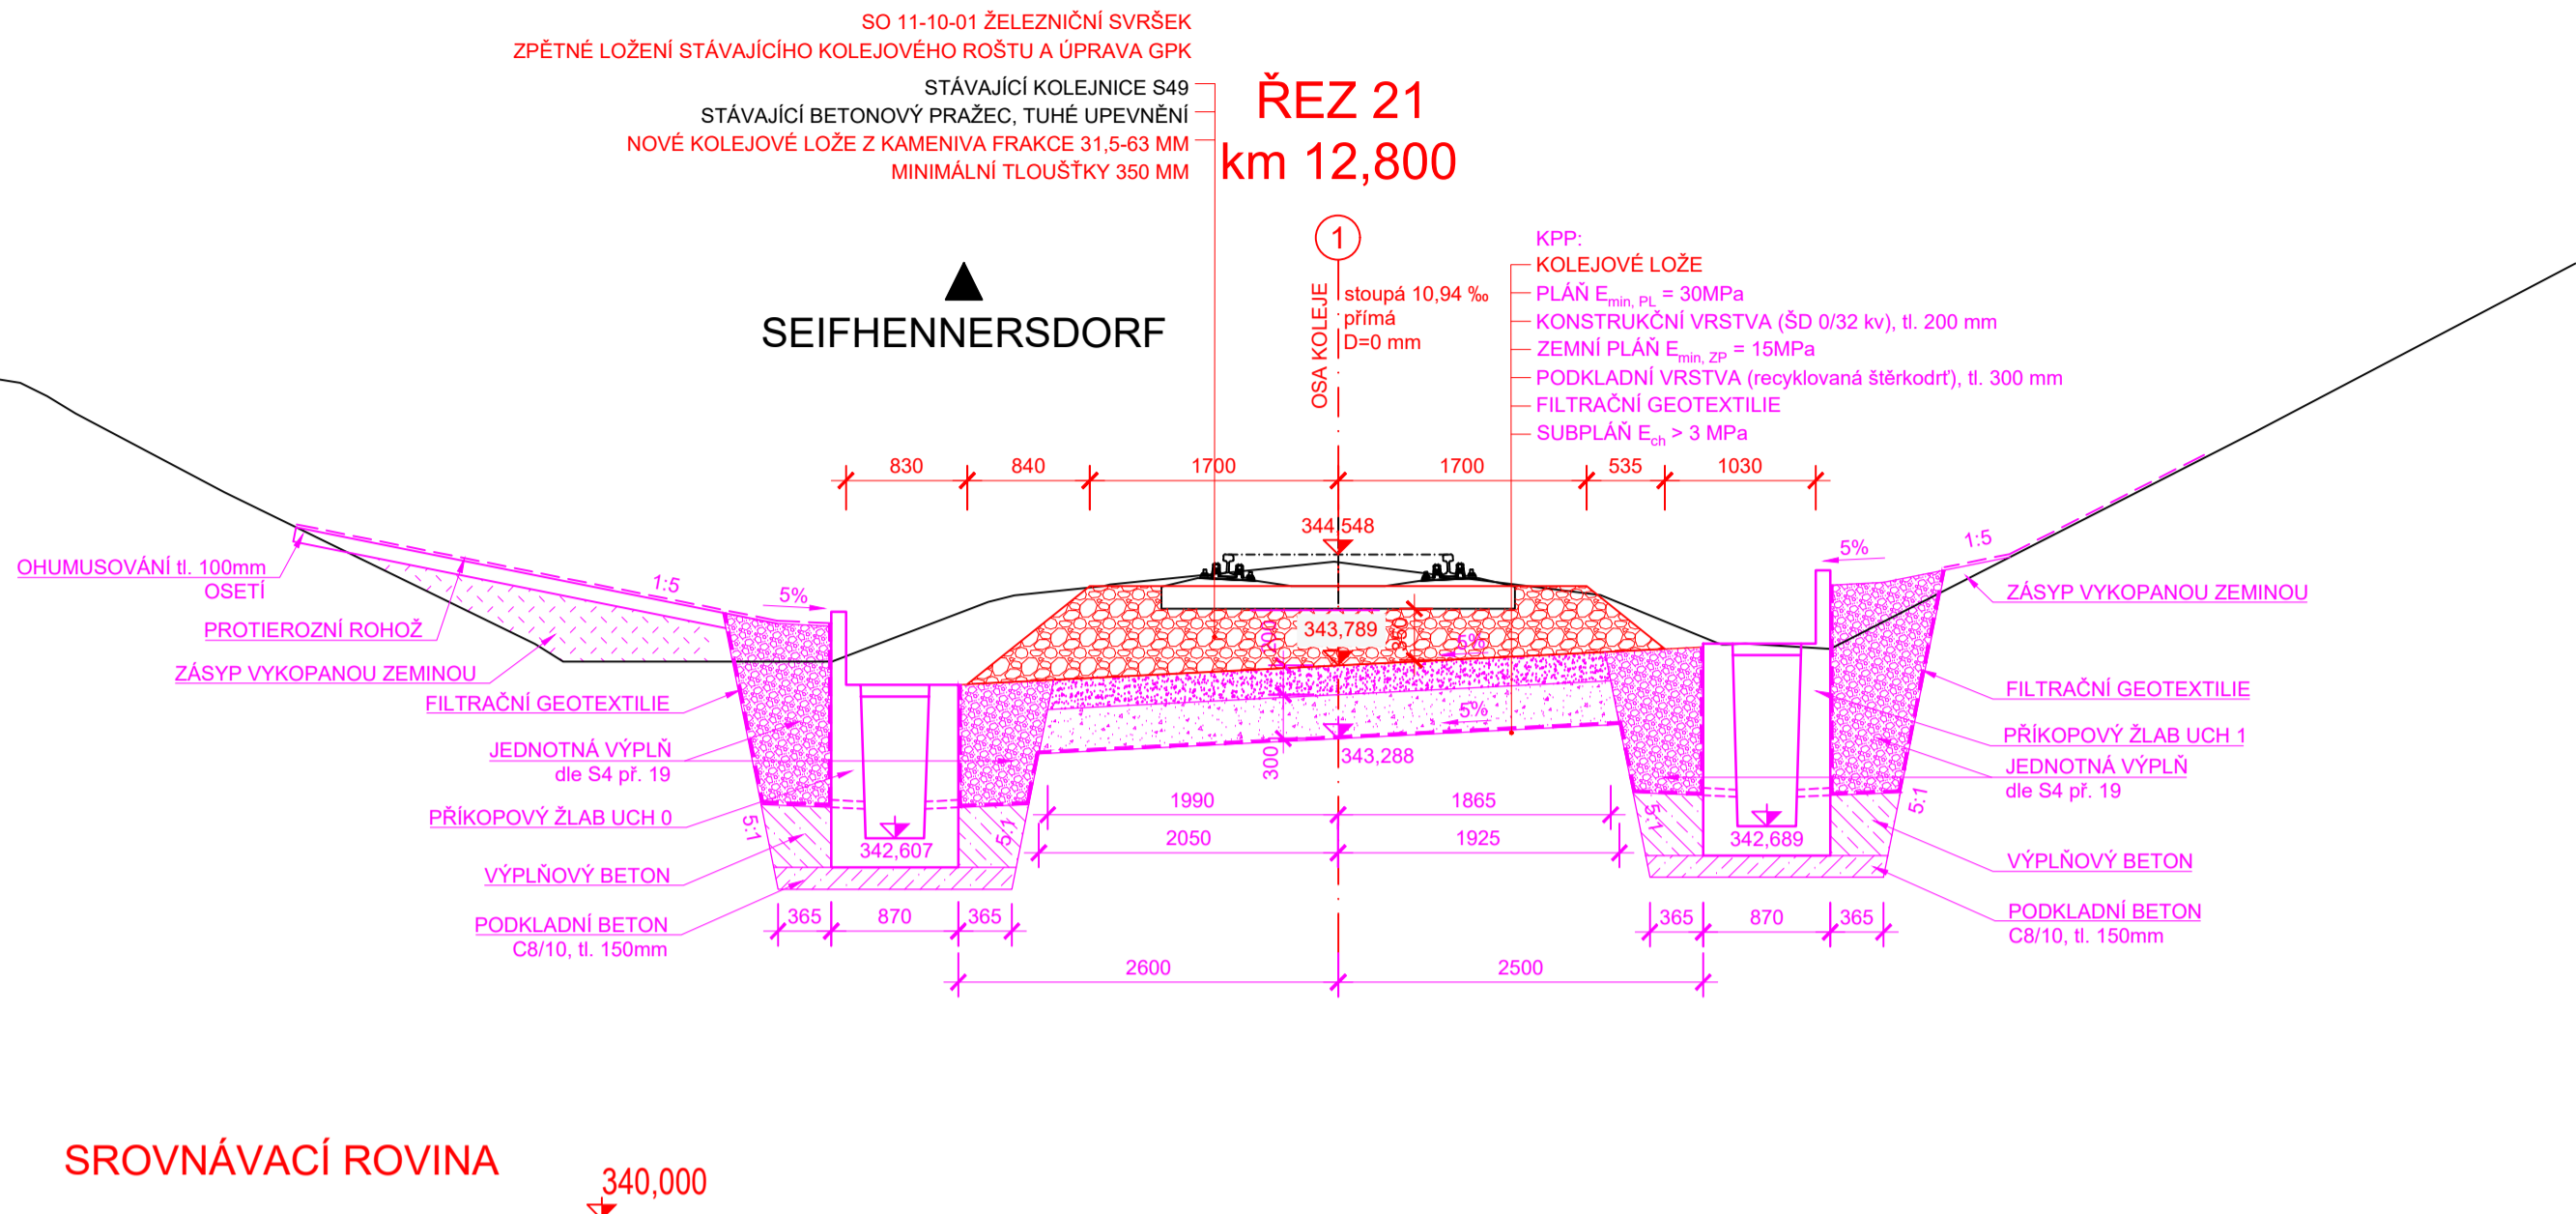 SO 11-10-01 ŽELEZNIČNÍ SVRŠEK
ZPĚTNÉ LOŽENÍ STÁVAJÍCÍHO KOLEJOVÉHO ROŠTU A ÚPRAVA GPK
STÁVAJÍCÍ KOLEJNICE S49
STÁVAJÍCÍ BETONOVÝ PRAŽEC, TUHÉ UPEVNĚNÍ
NOVÉ KOLEJOVÉ LOŽE Z KAMENIVA FRAKCE 31,5-63 MM
MINIMÁLNÍ TLOUŠŤKY 350 MM
ŘEZ 21
km 12,800
1
SEIFHENNERSDORF
OSA KOLEJE
stoupá 10,94 ‰
přímá
D=0 mm
KPP:
KOLEJOVÉ LOŽE
PLÁŇ Emin, PL = 30MPa
KONSTRUKČNÍ VRSTVA (ŠD 0/32 kv), tl. 200 mm
ZEMNÍ PLÁŇ Emin, ZP = 15MPa
PODKLADNÍ VRSTVA (recyklovaná štěrkodrť), tl. 300 mm
FILTRAČNÍ GEOTEXTILIE
SUBPLÁŇ Ech > 3 MPa
830 840 1700 1700 535 1030
344,548
OHUMUSOVÁNÍ tl. 100mm
OSETÍ
PROTIEROZNÍ ROHOŽ
ZÁSYP VYKOPANOU ZEMINOU
FILTRAČNÍ GEOTEXTILIE
JEDNOTNÁ VÝPLŇ
dle S4 př. 19
PŘÍKOPOVÝ ŽLAB UCH 0
VÝPLŇOVÝ BETON
PODKLADNÍ BETON
C8/10, tl. 150mm
1:5
5%
5:1
5:1
342,607
200
343,789
350
5%
5%
300
343,288
1990 1865
2050 1925
5%
1:5
5:1
5:1
342,689
ZÁSYP VYKOPANOU ZEMINOU
FILTRAČNÍ GEOTEXTILIE
PŘÍKOPOVÝ ŽLAB UCH 1
JEDNOTNÁ VÝPLŇ
dle S4 př. 19
VÝPLŇOVÝ BETON
PODKLADNÍ BETON
C8/10, tl. 150mm
365 870 365
365 870 365
2600 2500
SROVNÁVACÍ ROVINA
340,000